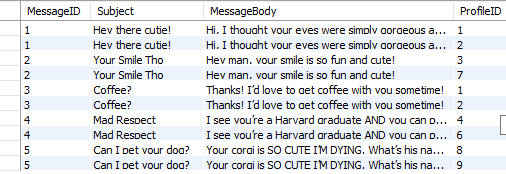 MessageID Subject MessageBody ProfileID
1 Hey there cutie! Hi. I thought your eyes were simply gorgeous a... 1
1 Hey there cutie! Hi. I thought your eyes were simply gorgeous a... 2
2 Your Smile Tho Hey man, your smile is so fun and cute! 3
2 Your Smile Tho Hey man, your smile is so fun and cute! 7
3 Coffee? Thanks! I'd love to get coffee with you sometime! 1
3 Coffee? Thanks! I'd love to get coffee with you sometime! 2
4 Mad Respect I see you're a Harvard graduate AND you can p... 4
4 Mad Respect I see you're a Harvard graduate AND you can p... 6
5 Can I pet your dog? Your corgi is SO CUTE I'M DYING. What's his na... 8
5 Can I pet your dog? Your corgi is SO CUTE I'M DYING. What's his na... 9